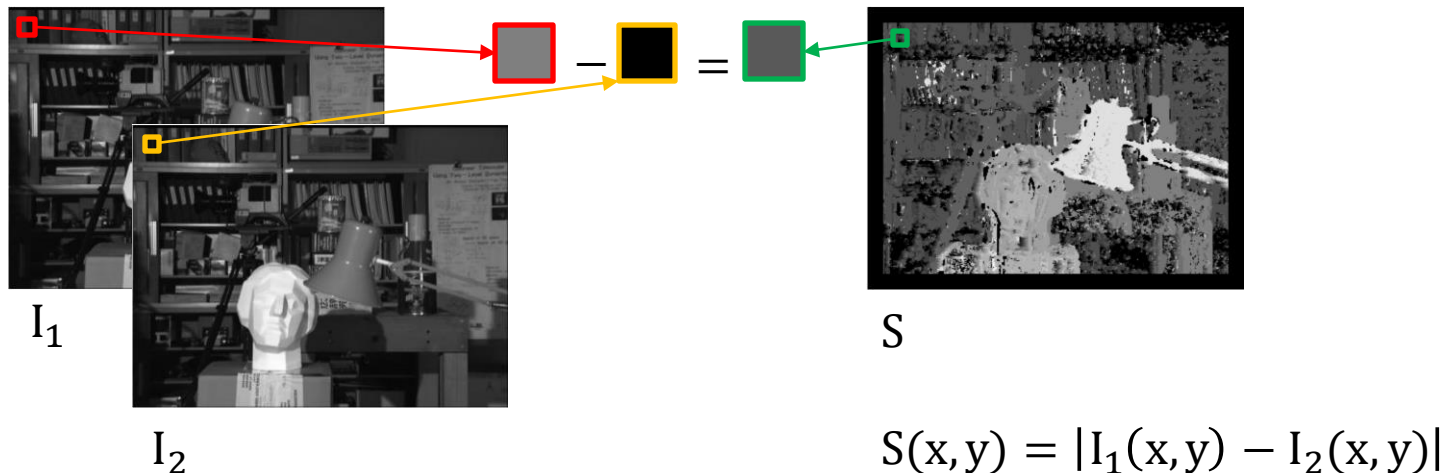 − =
I₁
S
I₂
S(x, y) = |I₁(x, y) − I₂(x, y)|